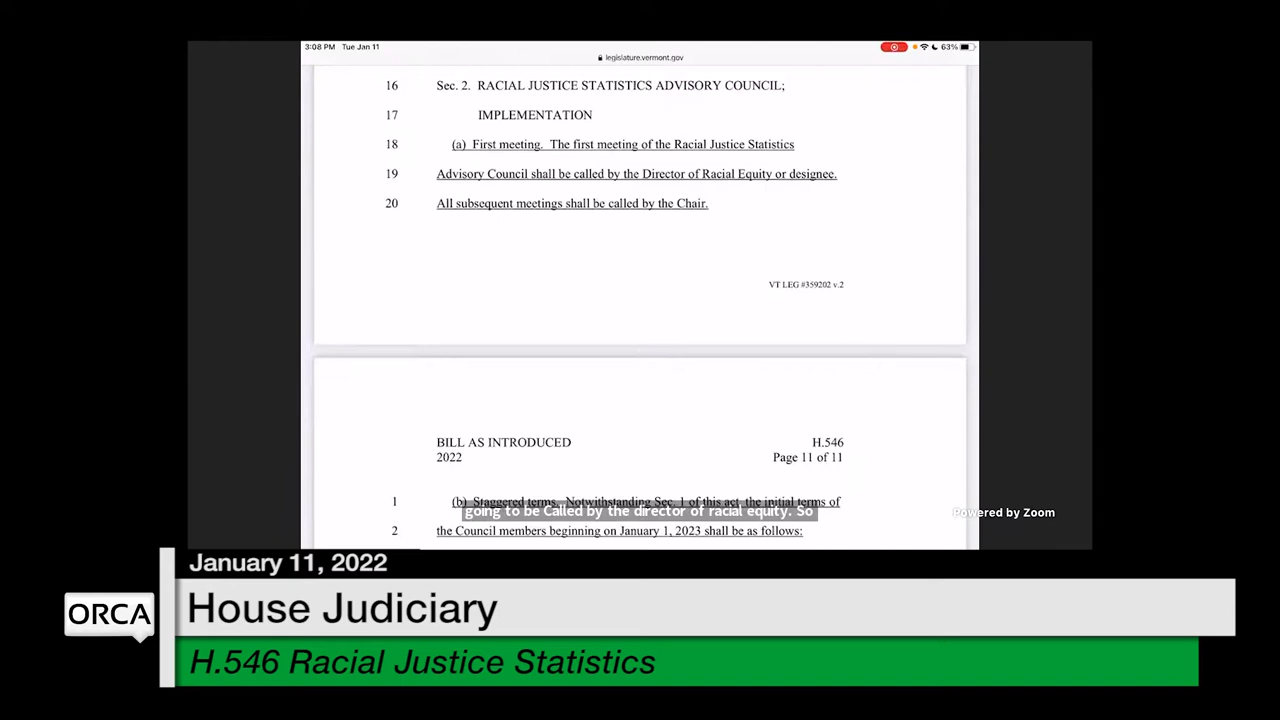 3:08 PM Tue Jan 11
63%
legislature.vermont.gov
16 Sec. 2. RACIAL JUSTICE STATISTICS ADVISORY COUNCIL;
17 IMPLEMENTATION
18 (a) First meeting. The first meeting of the Racial Justice Statistics
19 Advisory Council shall be called by the Director of Racial Equity or designee.
20 All subsequent meetings shall be called by the Chair.
VT LEG #359202 v.2
BILL AS INTRODUCED H.546
2022 Page 11 of 11
1 (b) Staggered terms. Notwithstanding Sec. 1 of this act, the initial terms of
going to be Called by the director of racial equity. So
Powered by Zoom
2 the Council members beginning on January 1, 2023 shall be as follows:
January 11, 2022
ORCA
House Judiciary
H.546 Racial Justice Statistics